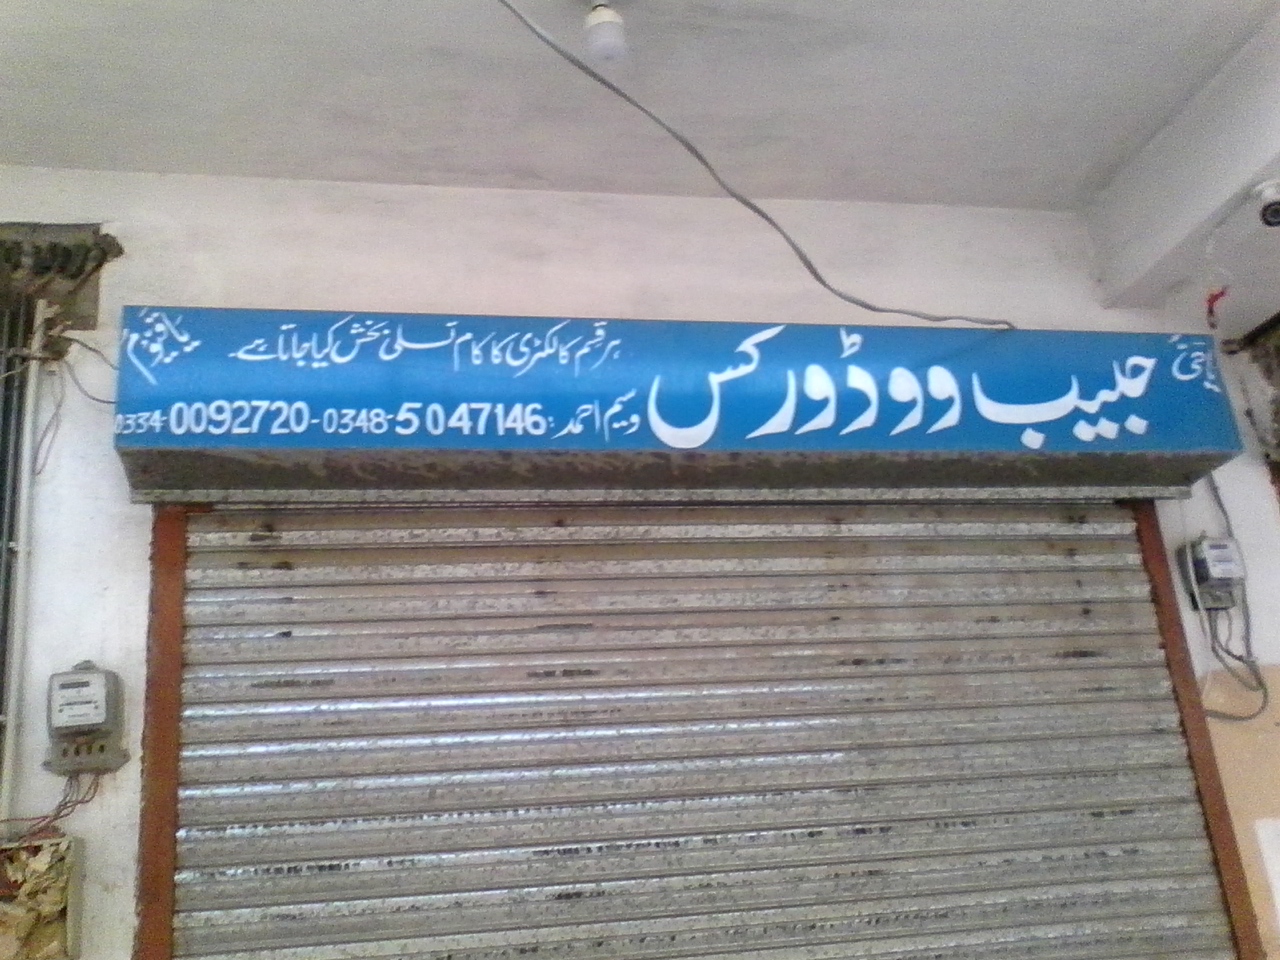 یا حیُّ
حبیب ووڈ ورکس
ہر قسم کا لکڑی کا کام تسلی بخش کیا جاتا ہے۔
وسیم احمد: 0348-5047146-0334-0092720
یا قیوم